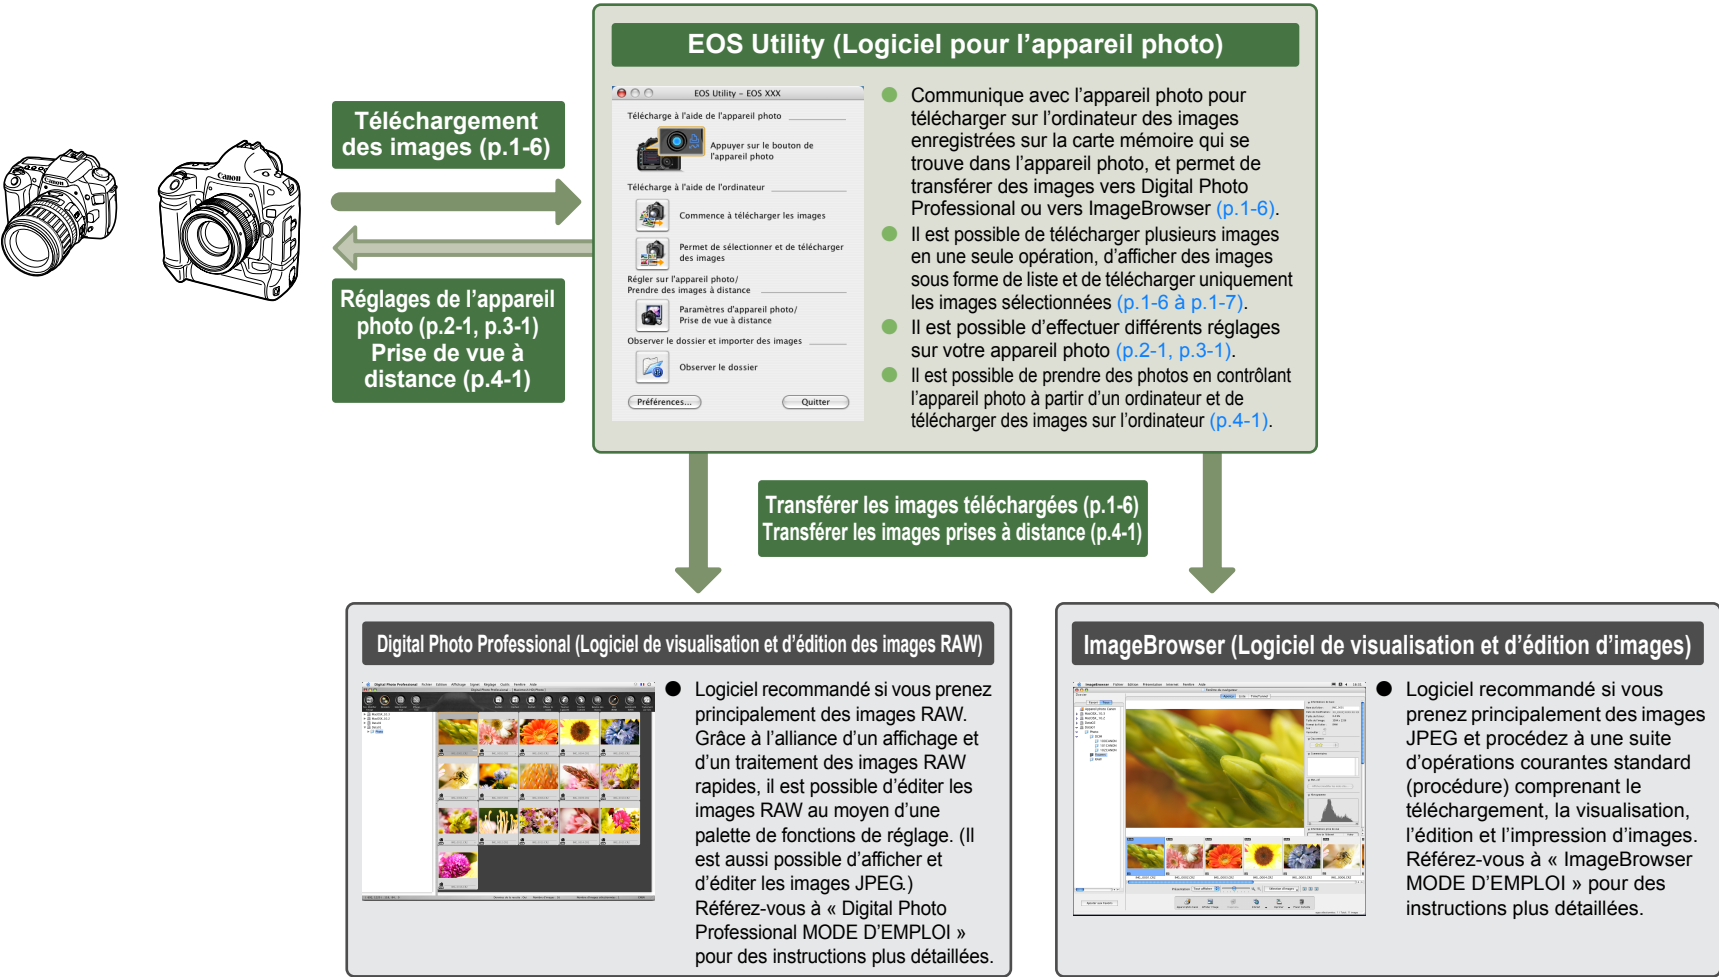 EOS Utility (Logiciel pour l’appareil photo)
Téléchargement
des images (p.1-6)
Réglages de l’appareil
photo (p.2-1, p.3-1)
Prise de vue à
distance (p.4-1)
Canon
Canon
EOS Utility – EOS XXX
Télécharge à l'aide de l'appareil photo
Appuyer sur le bouton de
l'appareil photo
Télécharge à l'aide de l'ordinateur
Commence à télécharger les images
Permet de sélectionner et de télécharger
des images
Régler sur l'appareil photo/
Prendre des images à distance
Paramètres d'appareil photo/
Prise de vue à distance
Observer le dossier et importer des images
Observer le dossier
Préférences...
Quitter
● Communique avec l’appareil photo pour
télécharger sur l’ordinateur des images
enregistrées sur la carte mémoire qui se
trouve dans l’appareil photo, et permet de
transférer des images vers Digital Photo
Professional ou vers ImageBrowser (p.1-6).
● Il est possible de télécharger plusieurs images
en une seule opération, d’afficher des images
sous forme de liste et de télécharger uniquement
les images sélectionnées (p.1-6 à p.1-7).
● Il est possible d’effectuer différents réglages
sur votre appareil photo (p.2-1, p.3-1).
● Il est possible de prendre des photos en contrôlant
l’appareil photo à partir d’un ordinateur et de
télécharger des images sur l’ordinateur (p.4-1).
Transférer les images téléchargées (p.1-6)
Transférer les images prises à distance (p.4-1)
Digital Photo Professional (Logiciel de visualisation et d’édition des images RAW)
● Logiciel recommandé si vous prenez
principalement des images RAW.
Grâce à l’alliance d’un affichage et
d’un traitement des images RAW
rapides, il est possible d’éditer les
images RAW au moyen d’une
palette de fonctions de réglage. (Il
est aussi possible d’afficher et
d’éditer les images JPEG.)
Référez-vous à « Digital Photo
Professional MODE D’EMPLOI »
pour des instructions plus détaillées.
ImageBrowser (Logiciel de visualisation et d’édition d’images)
● Logiciel recommandé si vous
prenez principalement des images
JPEG et procédez à une suite
d’opérations courantes standard
(procédure) comprenant le
téléchargement, la visualisation,
l’édition et l’impression d’images.
Référez-vous à « ImageBrowser
MODE D’EMPLOI » pour des
instructions plus détaillées.